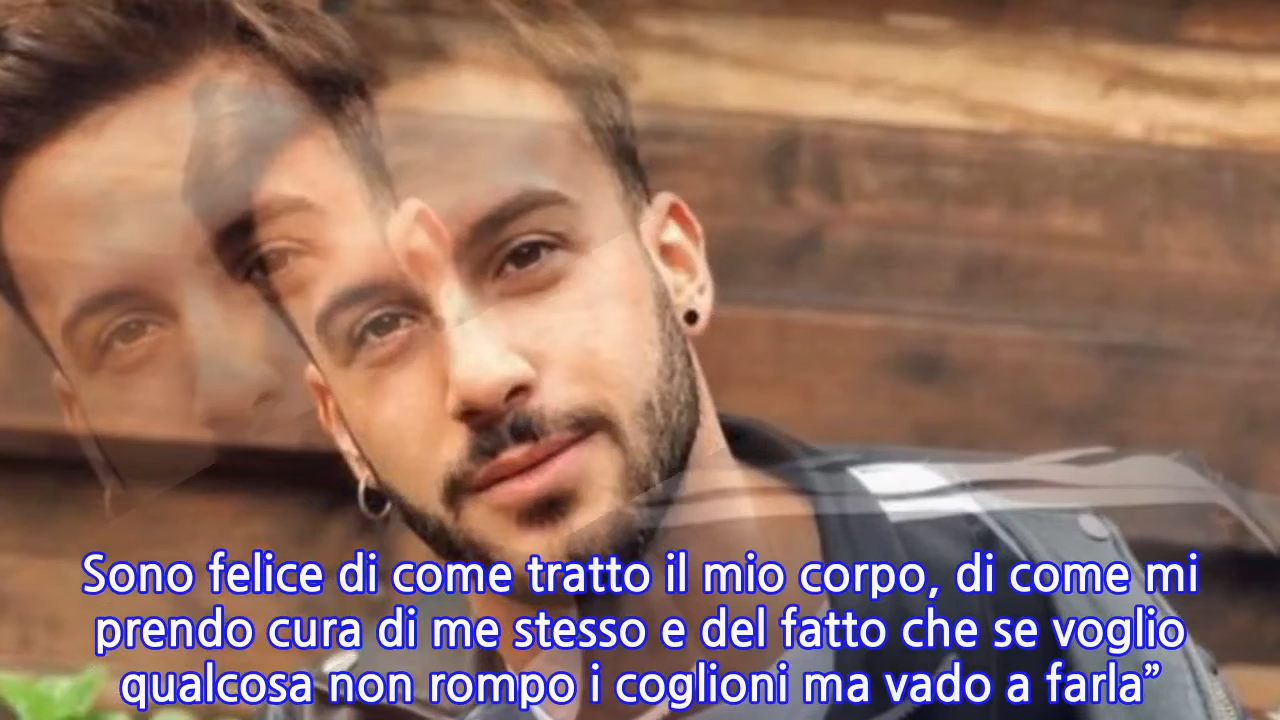 Sono felice di come tratto il mio corpo, di come mi
prendo cura di me stesso e del fatto che se voglio
qualcosa non rompo i coglioni ma vado a farla”